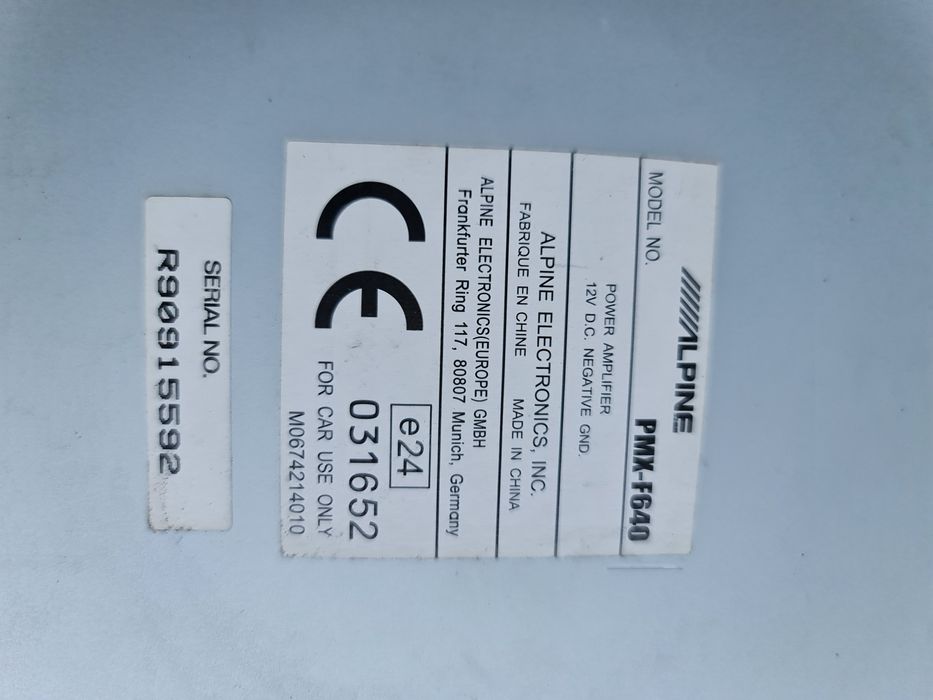 ALPINE
MODEL NO. PMX-F640
POWER AMPLIFIER
12V D.C. NEGATIVE GND.
ALPINE ELECTRONICS, INC.
FABRIQUE EN CHINE MADE IN CHINA
ALPINE ELECTRONICS(EUROPE) GMBH
Frankfurter Ring 117, 80807 Munich, Germany
CE e24
031652
FOR CAR USE ONLY
M0674214010
SERIAL NO.
R90915592